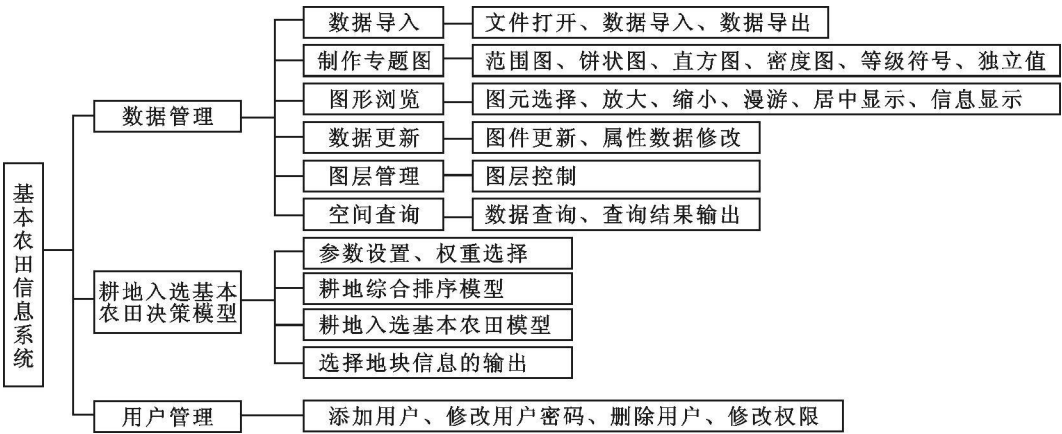 基本农田信息系统
数据管理
数据导入
文件打开、数据导入、数据导出
制作专题图
范围图、饼状图、直方图、密度图、等级符号、独立值
图形浏览
图元选择、放大、缩小、漫游、居中显示、信息显示
数据更新
图件更新、属性数据修改
图层管理
图层控制
空间查询
数据查询、查询结果输出
耕地入选基本
农田决策模型
参数设置、权重选择
耕地综合排序模型
耕地入选基本农田模型
选择地块信息的输出
用户管理
添加用户、修改用户密码、删除用户、修改权限